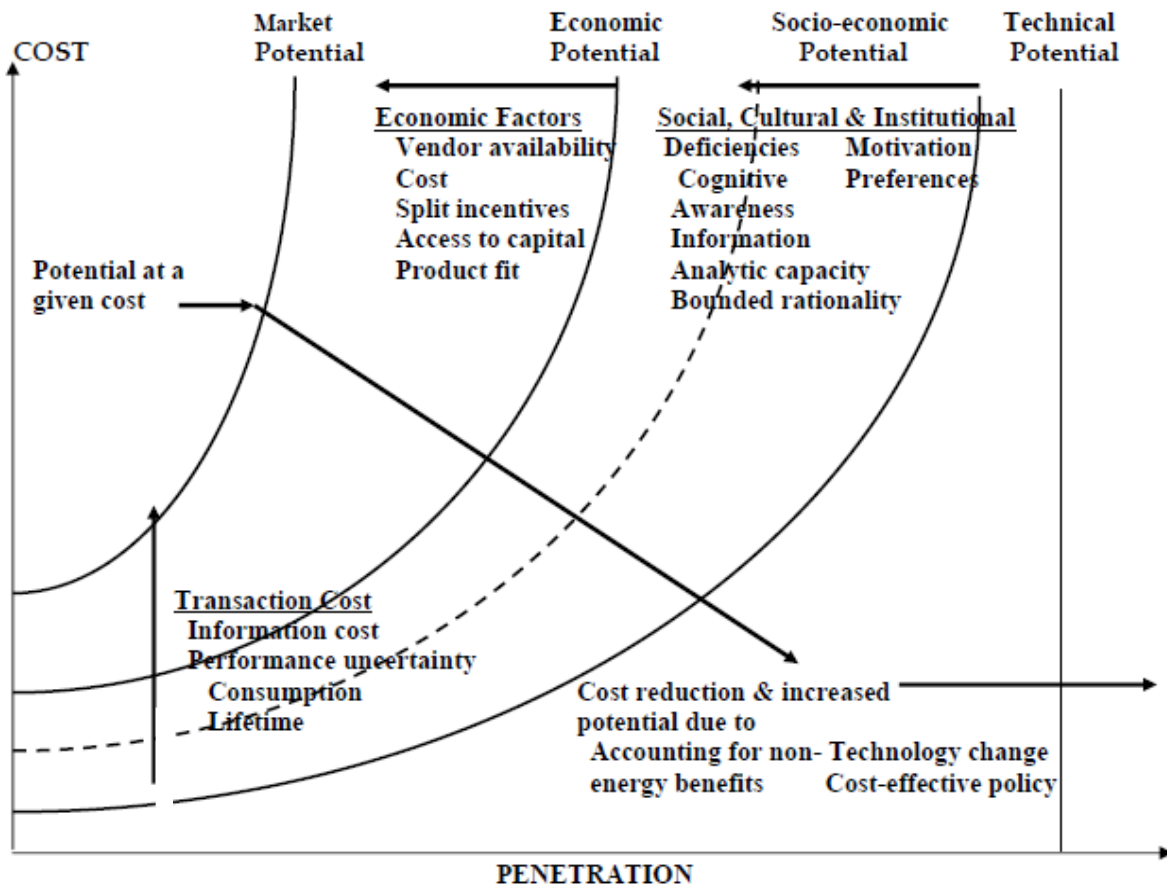 COST
Market
Potential
Economic
Potential
Socio-economic
Potential
Technical
Potential
Economic Factors
Vendor availability
Cost
Split incentives
Access to capital
Product fit
Social, Cultural & Institutional
Deficiencies Motivation
Cognitive Preferences
Awareness
Information
Analytic capacity
Bounded rationality
Potential at a
given cost
Transaction Cost
Information cost
Performance uncertainty
Consumption
Lifetime
Cost reduction & increased
potential due to
Accounting for non- Technology change
energy benefits Cost-effective policy
PENETRATION